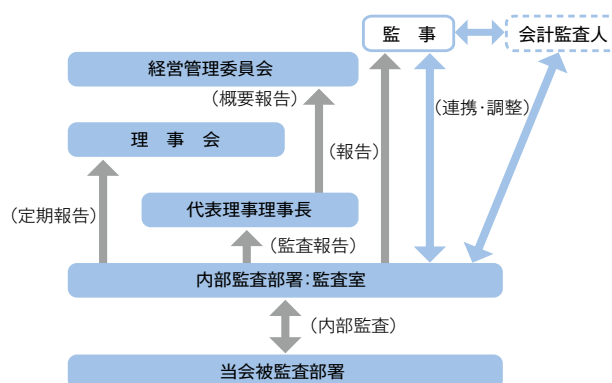 監　事
会計監査人
経営管理委員会
（概要報告）
（連携・調整）
理　事　会
（報告）
（定期報告）
代表理事理事長
（監査報告）
内部監査部署：監査室
（内部監査）
当会被監査部署